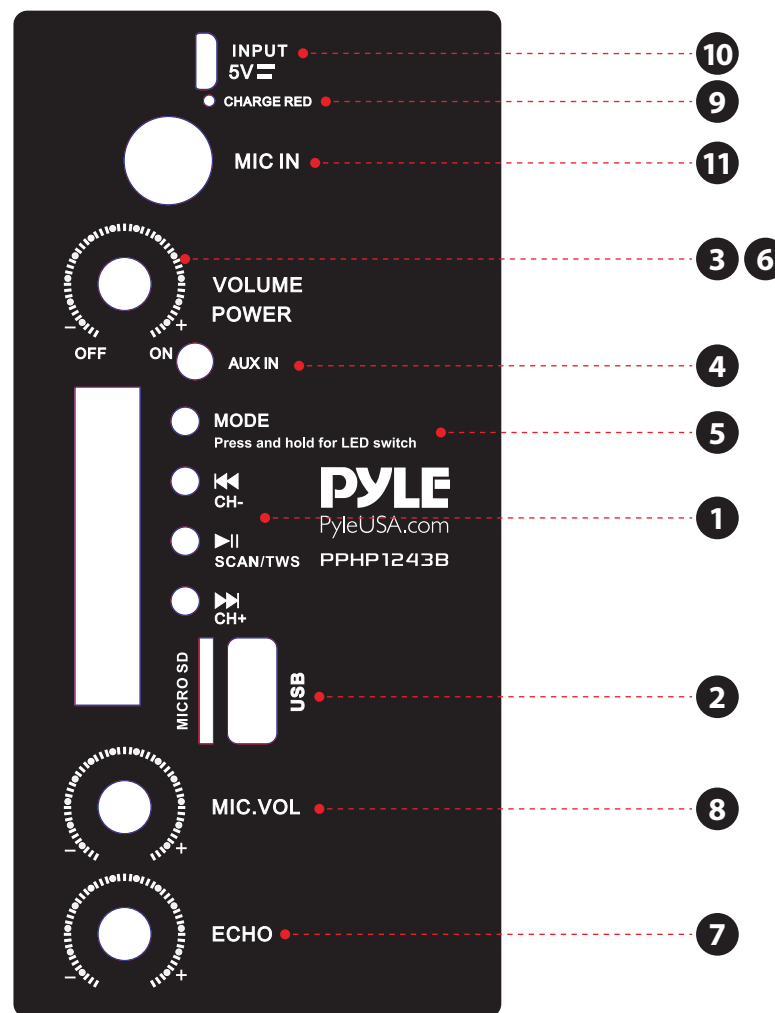 INPUT
5V
10
CHARGE RED
9
MIC IN
11
3 6
VOLUME
POWER
- +
OFF ON
AUX IN
4
MODE
Press and hold for LED switch
5
CH-
PYLE
PyleUSA.com
1
SCAN/TWS
PPHP1243B
CH+
MICRO SD
USB
2
MIC.VOL
8
- +
ECHO
7
- +